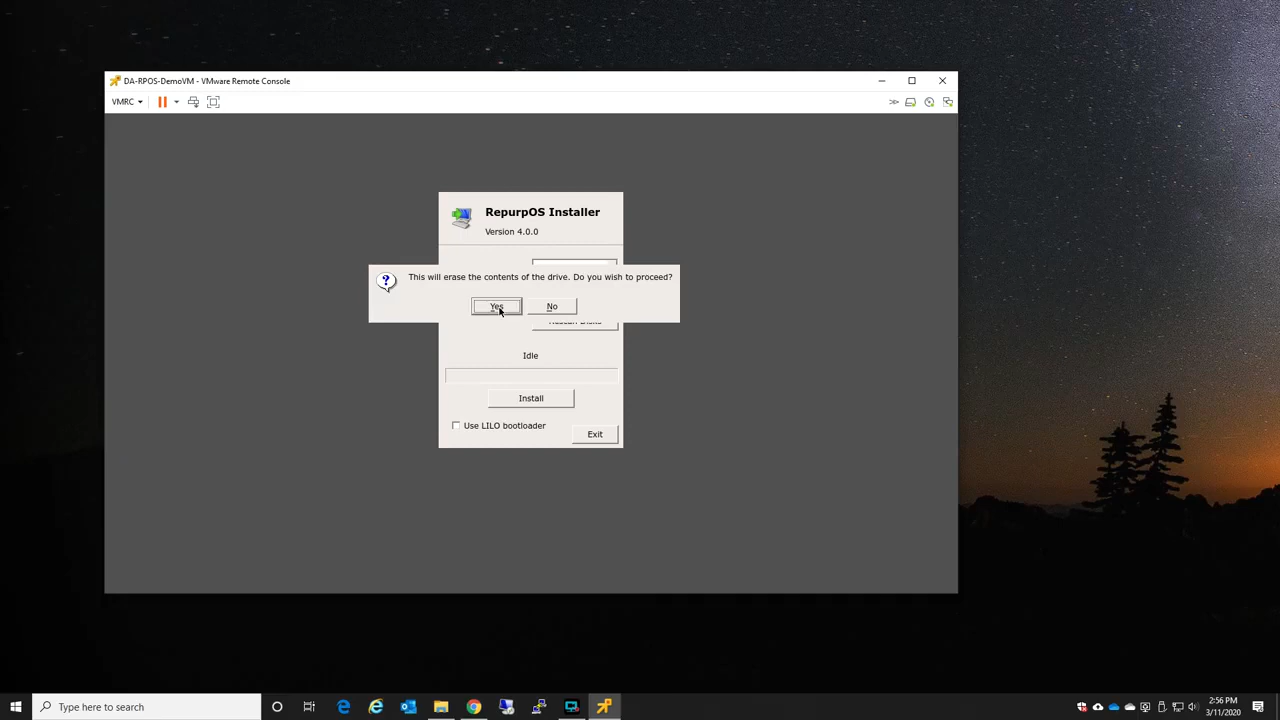 DA-RPOS-DemoVM - VMware Remote Console
VMRC
RepurpOS Installer
Version 4.0.0
This will erase the contents of the drive. Do you wish to proceed?
Yes
No
Idle
Install
Use LILO bootloader
Exit
Type here to search
2:56 PM
3/11/2020